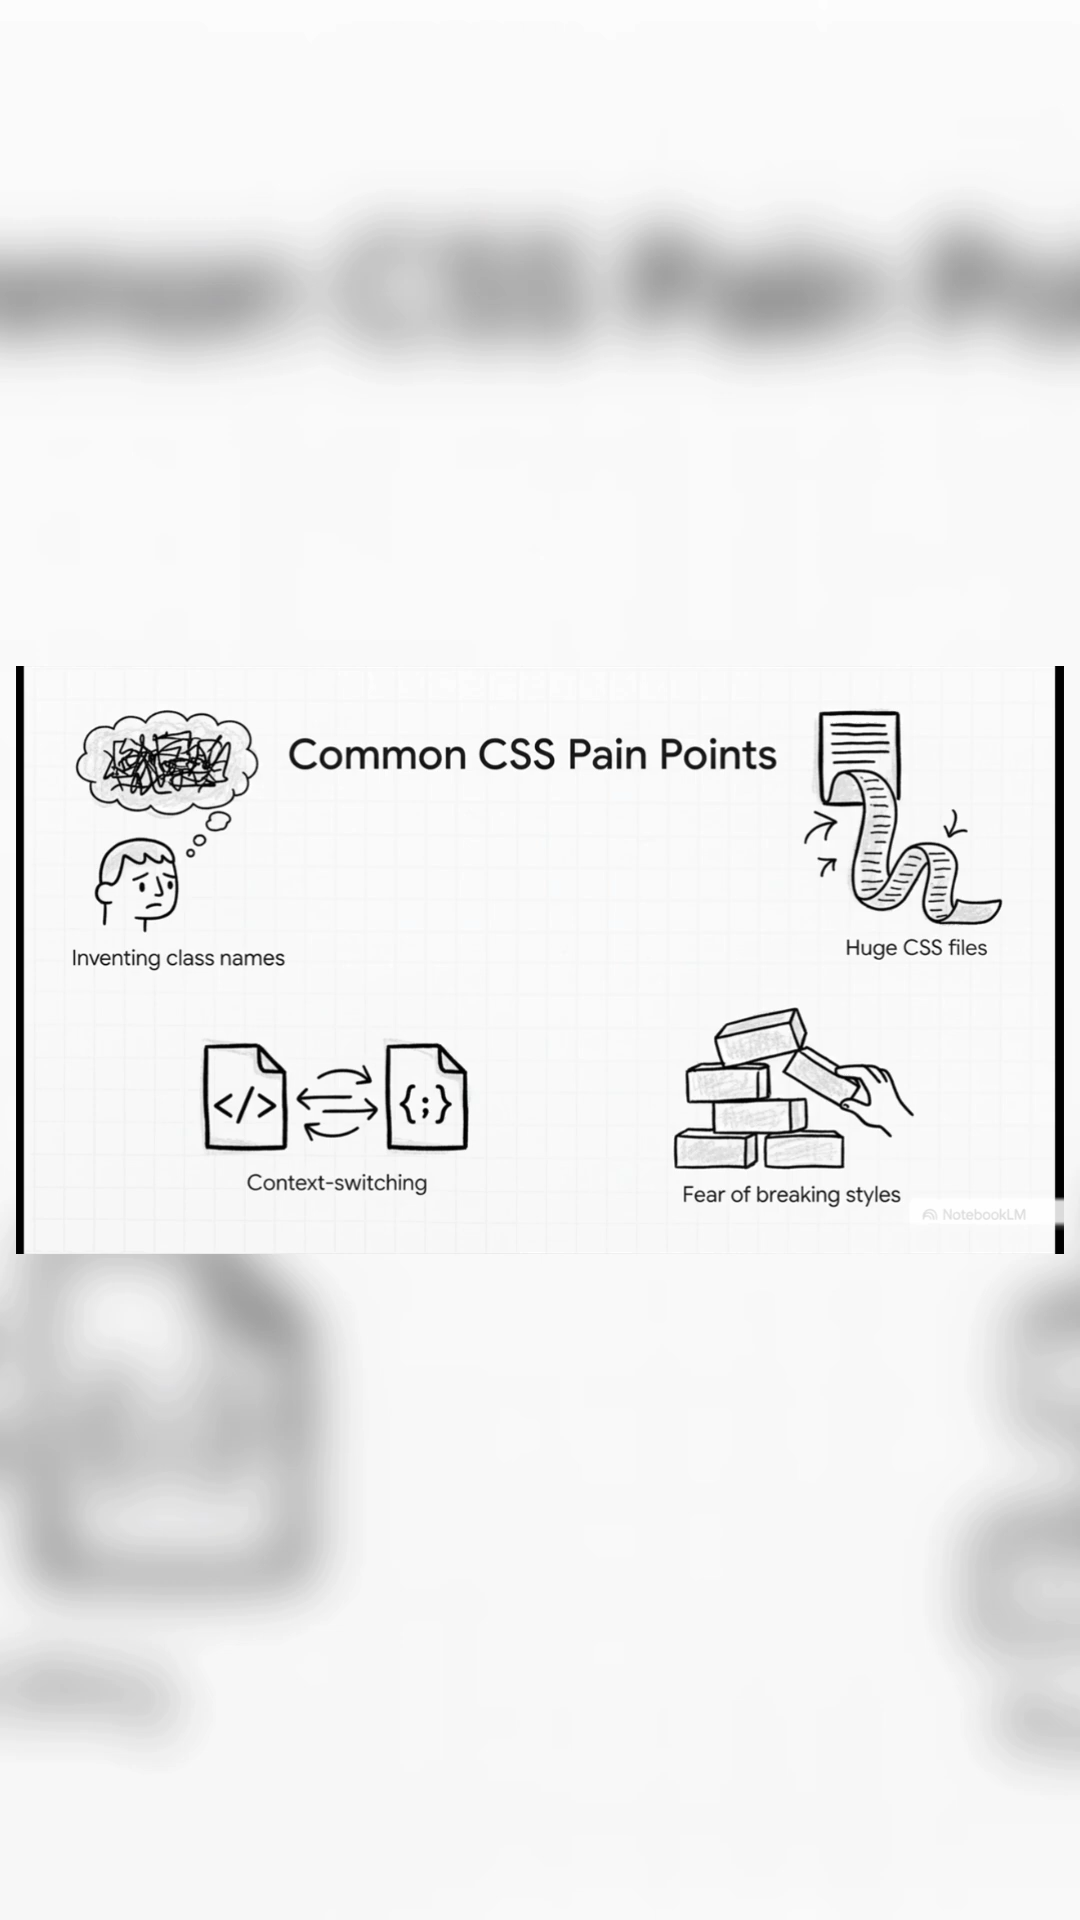 Common CSS Pain Points
Inventing class names
Huge CSS files
</>
{;}
Context-switching
Fear of breaking styles
NotebookLM